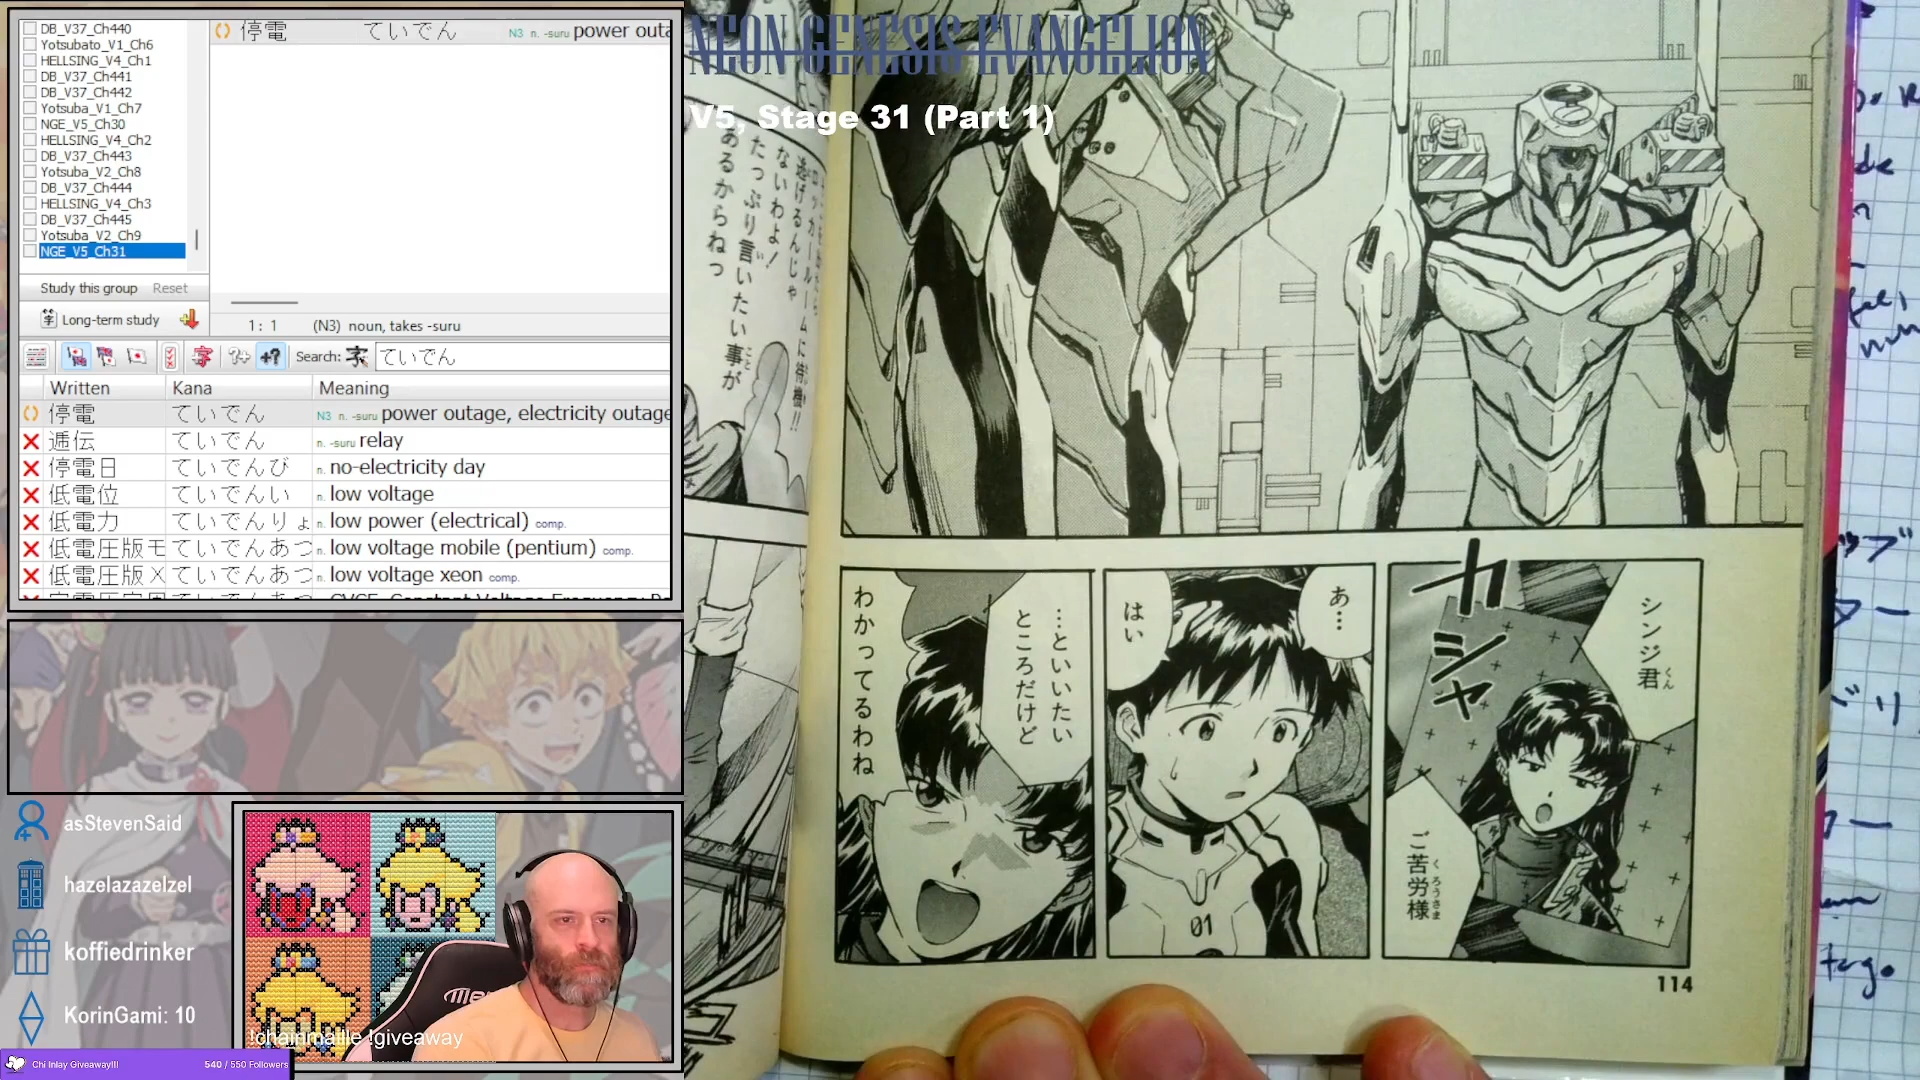 DB_V37_Ch440
Yotsubato_V1_Ch6
HELLSING_V4_Ch1
DB_V37_Ch441
DB_V37_Ch442
Yotsuba_V1_Ch7
NGE_V5_Ch30
HELLSING_V4_Ch2
DB_V37_Ch443
Yotsuba_V2_Ch8
DB_V37_Ch444
HELLSING_V4_Ch3
DB_V37_Ch445
Yotsuba_V2_Ch9
NGE_V5_Ch31
Study this group Reset
Long-term study
停電 ていでん N3 n. -suru power outa
1: 1 (N3) noun, takes -suru
Search: 字 ていでん
Written Kana Meaning
停電 ていでん N3 n. -suru power outage, electricity outage
逓伝 ていでん n. -suru relay
停電日 ていでんび n. no-electricity day
低電位 ていでんい n. low voltage
低電力 ていでんりょ n. low power (electrical) comp.
低電圧版モ ていでんあつ n. low voltage mobile (pentium) comp.
低電圧版X ていでんあつ n. low voltage xeon comp.
asStevenSaid
hazelazazelzel
koffiedrinker
KorinGami: 10
Chi Inlay Giveaway!!!
540 / 550 Followers
!chainmaille !giveaway
NEON GENESIS EVANGELION
V5, Stage 31 (Part 1)
逃げるんじゃ
ないわよ!
たっぷり言いたい事が
あるからねっ
シンジ君
くん
カシャ
ご苦労様
くろうさま
あ…
はい
…といいたい
ところだけど
わかってるわね
01
114